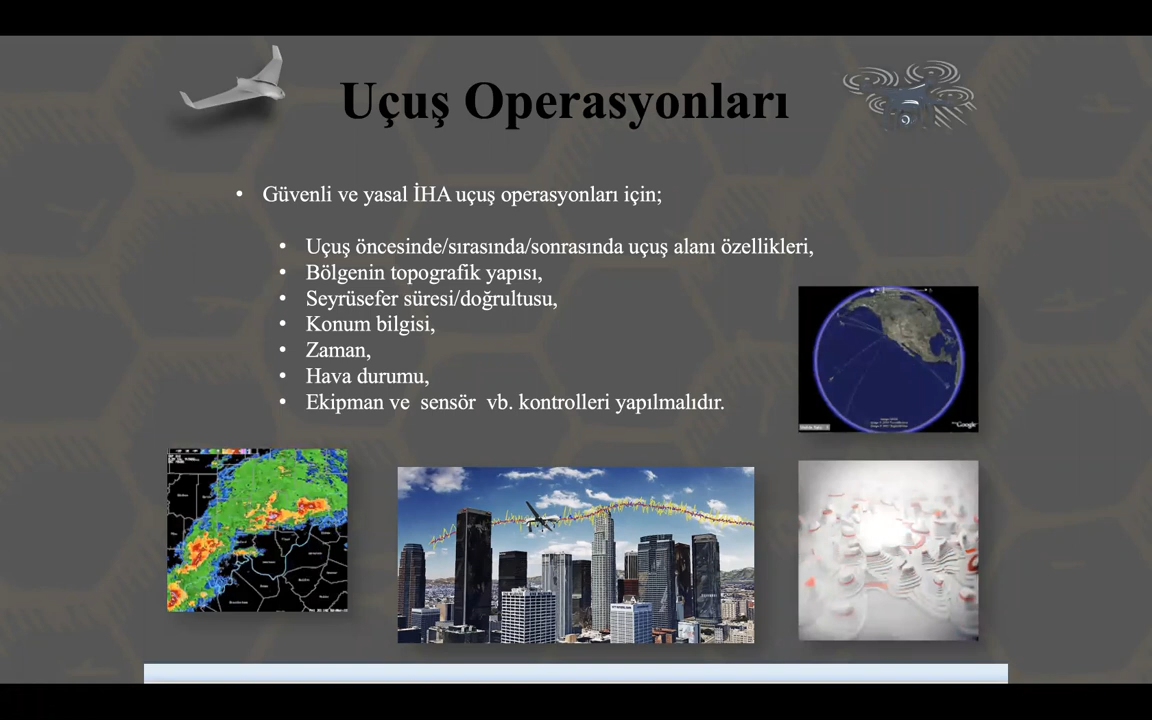 Uçuş Operasyonları
• Güvenli ve yasal İHA uçuş operasyonları için;
• Uçuş öncesinde/sırasında/sonrasında uçuş alanı özellikleri,
• Bölgenin topografik yapısı,
• Seyrüsefer süresi/doğrultusu,
• Konum bilgisi,
• Zaman,
• Hava durumu,
• Ekipman ve sensör vb. kontrolleri yapılmalıdır.
Google